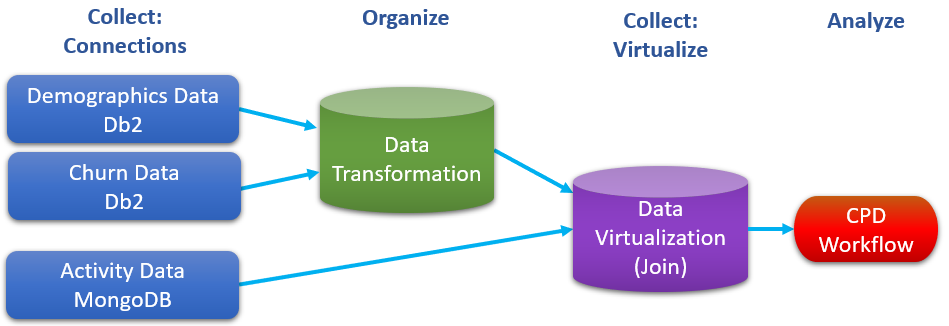 Collect:
Connections
Organize
Collect:
Virtualize
Analyze
Demographics Data
Db2
Churn Data
Db2
Activity Data
MongoDB
Data
Transformation
Data
Virtualization
(Join)
CPD
Workflow